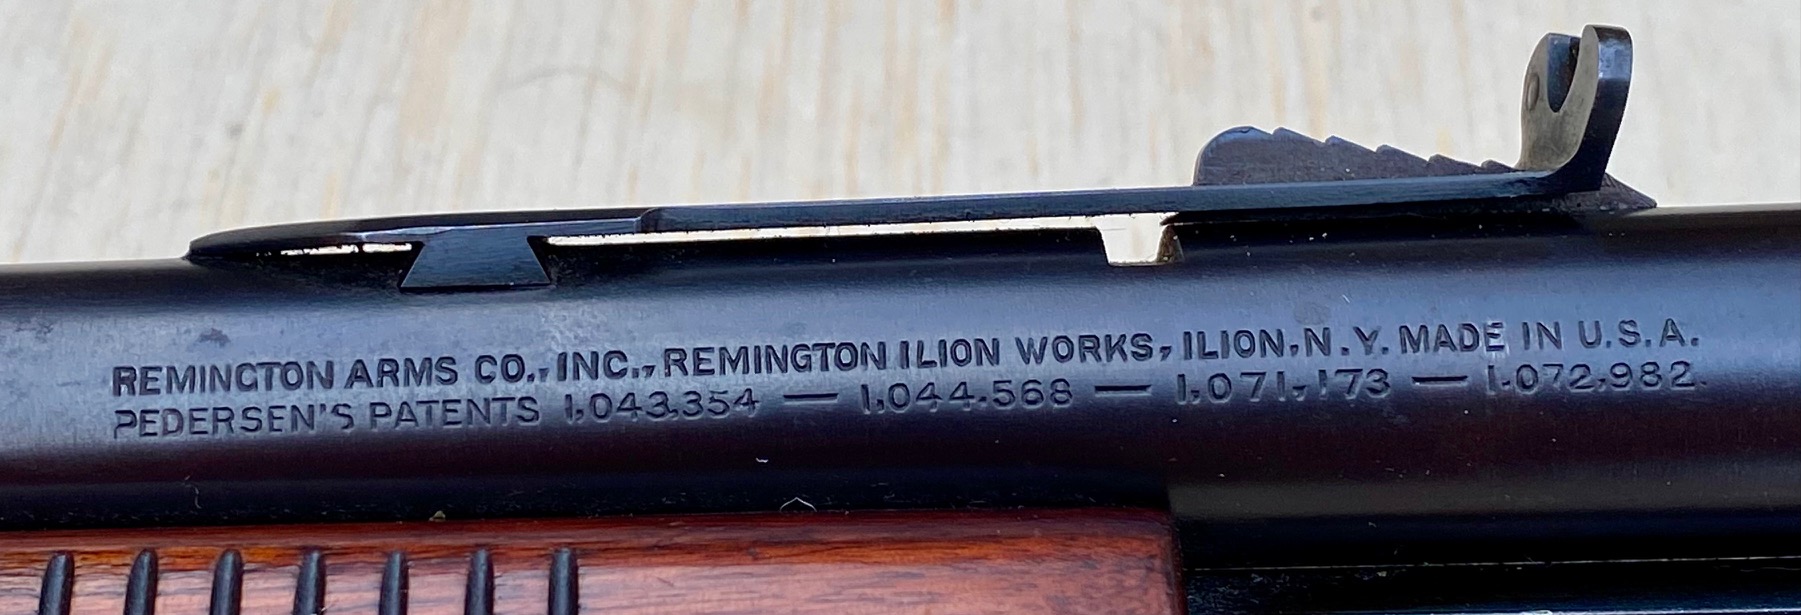 REMINGTON ARMS CO., INC., REMINGTON ILION WORKS, ILION, N.Y. MADE IN U.S.A.
PEDERSEN'S PATENTS 1,043,354 — 1,044,568 — 1,071,173 — 1,072,982.